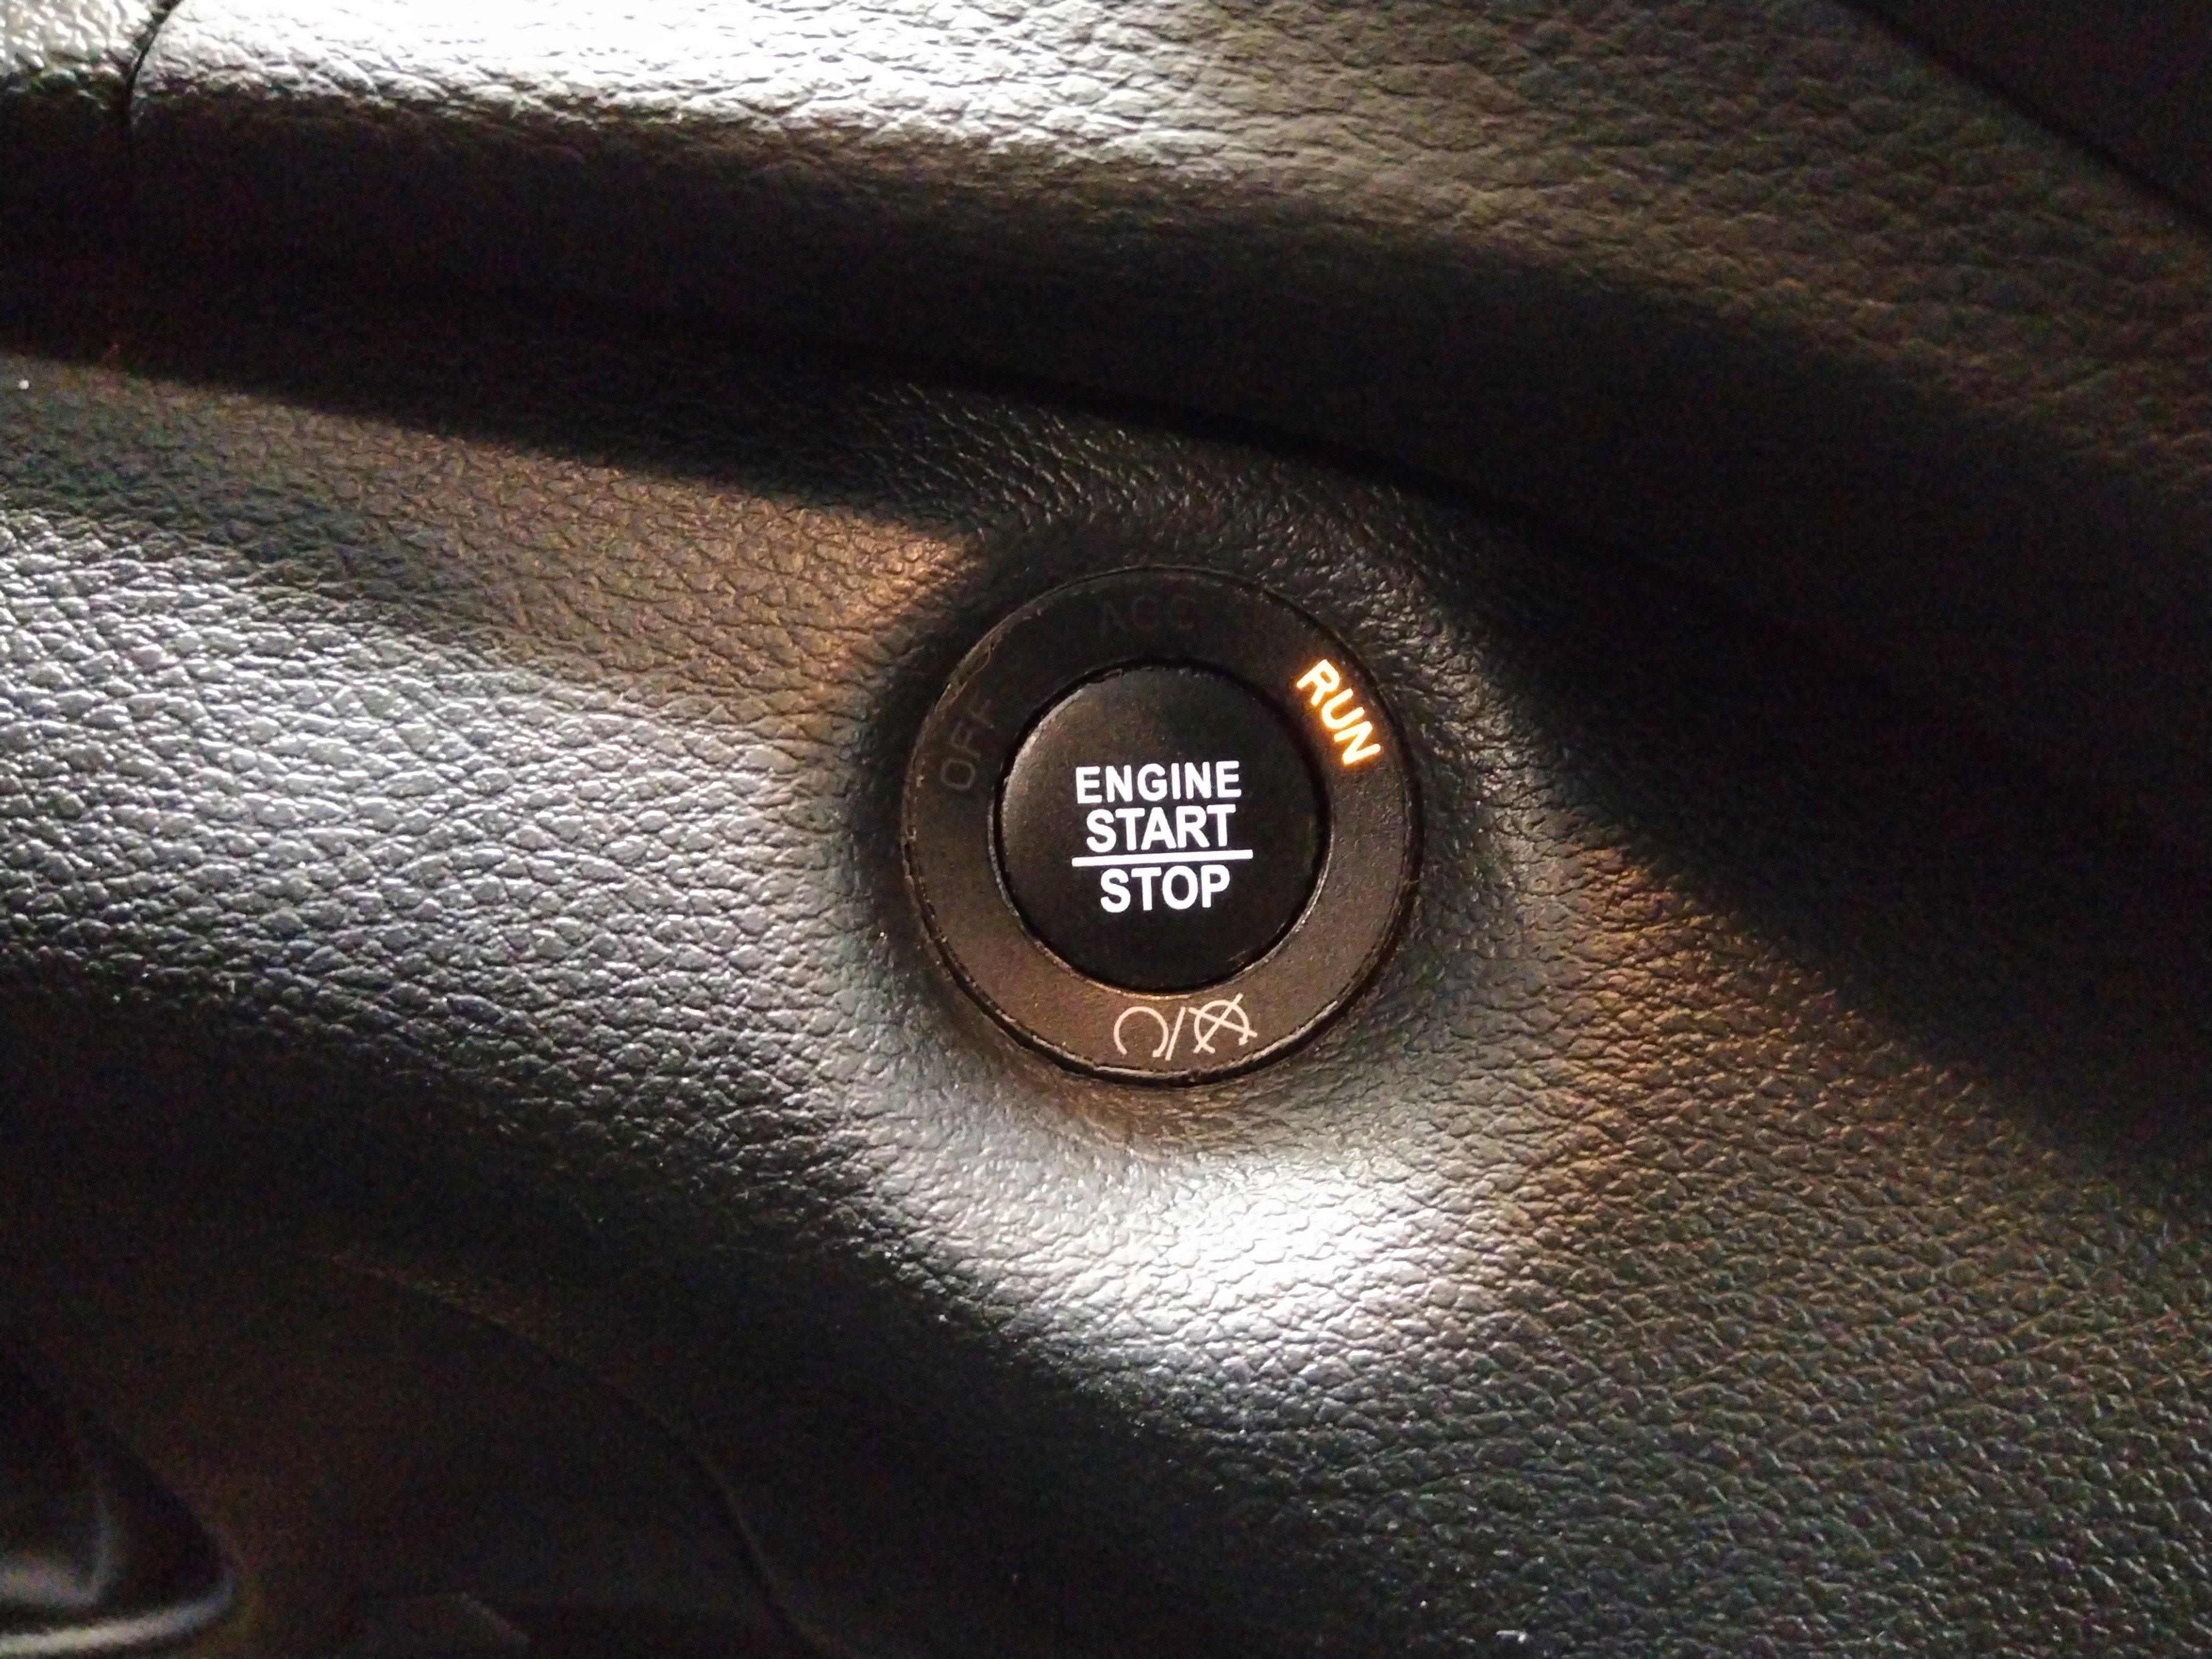 ACC
OFF
RUN
ENGINE
START
STOP